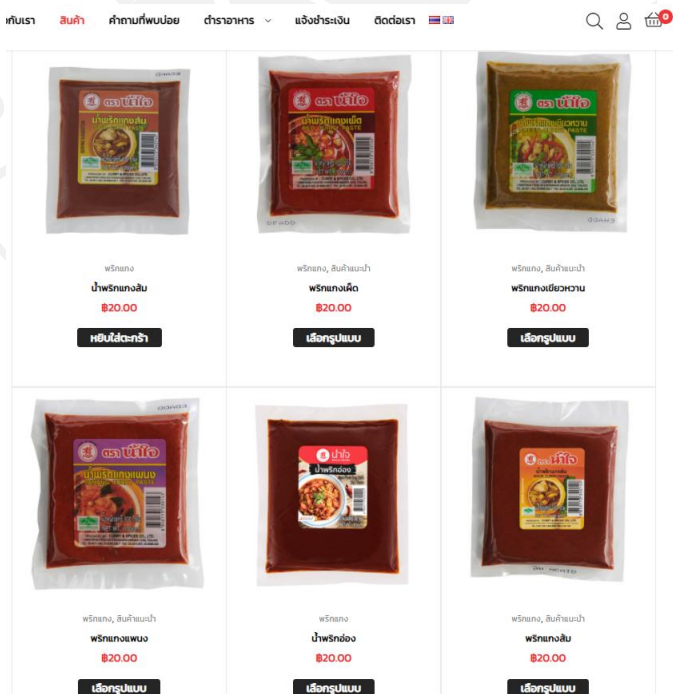 กับเรา สินค้า คำถามที่พบบ่อย ตำราอาหาร แจ้งชำระเงิน ติดต่อเรา 0
ตรา น้ำใจ
น้ำพริกแกงส้ม
ตรา น้ำใจ
น้ำพริกแกงเผ็ด
ตรา น้ำใจ
น้ำพริกแกงเขียวหวาน
พริกแกง
น้ำพริกแกงส้ม
฿20.00
หยิบใส่ตะกร้า
พริกแกง, สินค้าแนะนำ
พริกแกงเผ็ด
฿20.00
เลือกรูปแบบ
พริกแกง, สินค้าแนะนำ
พริกแกงเขียวหวาน
฿20.00
เลือกรูปแบบ
ตรา น้ำใจ
น้ำพริกแกงแพนง
น้ำใจ
น้ำพริกอ่อง
ตรา น้ำใจ
พริกแกง, สินค้าแนะนำ
พริกแกงแพนง
฿20.00
เลือกรูปแบบ
พริกแกง
น้ำพริกอ่อง
฿20.00
เลือกรูปแบบ
พริกแกง, สินค้าแนะนำ
พริกแกงส้ม
฿20.00
เลือกรูปแบบ